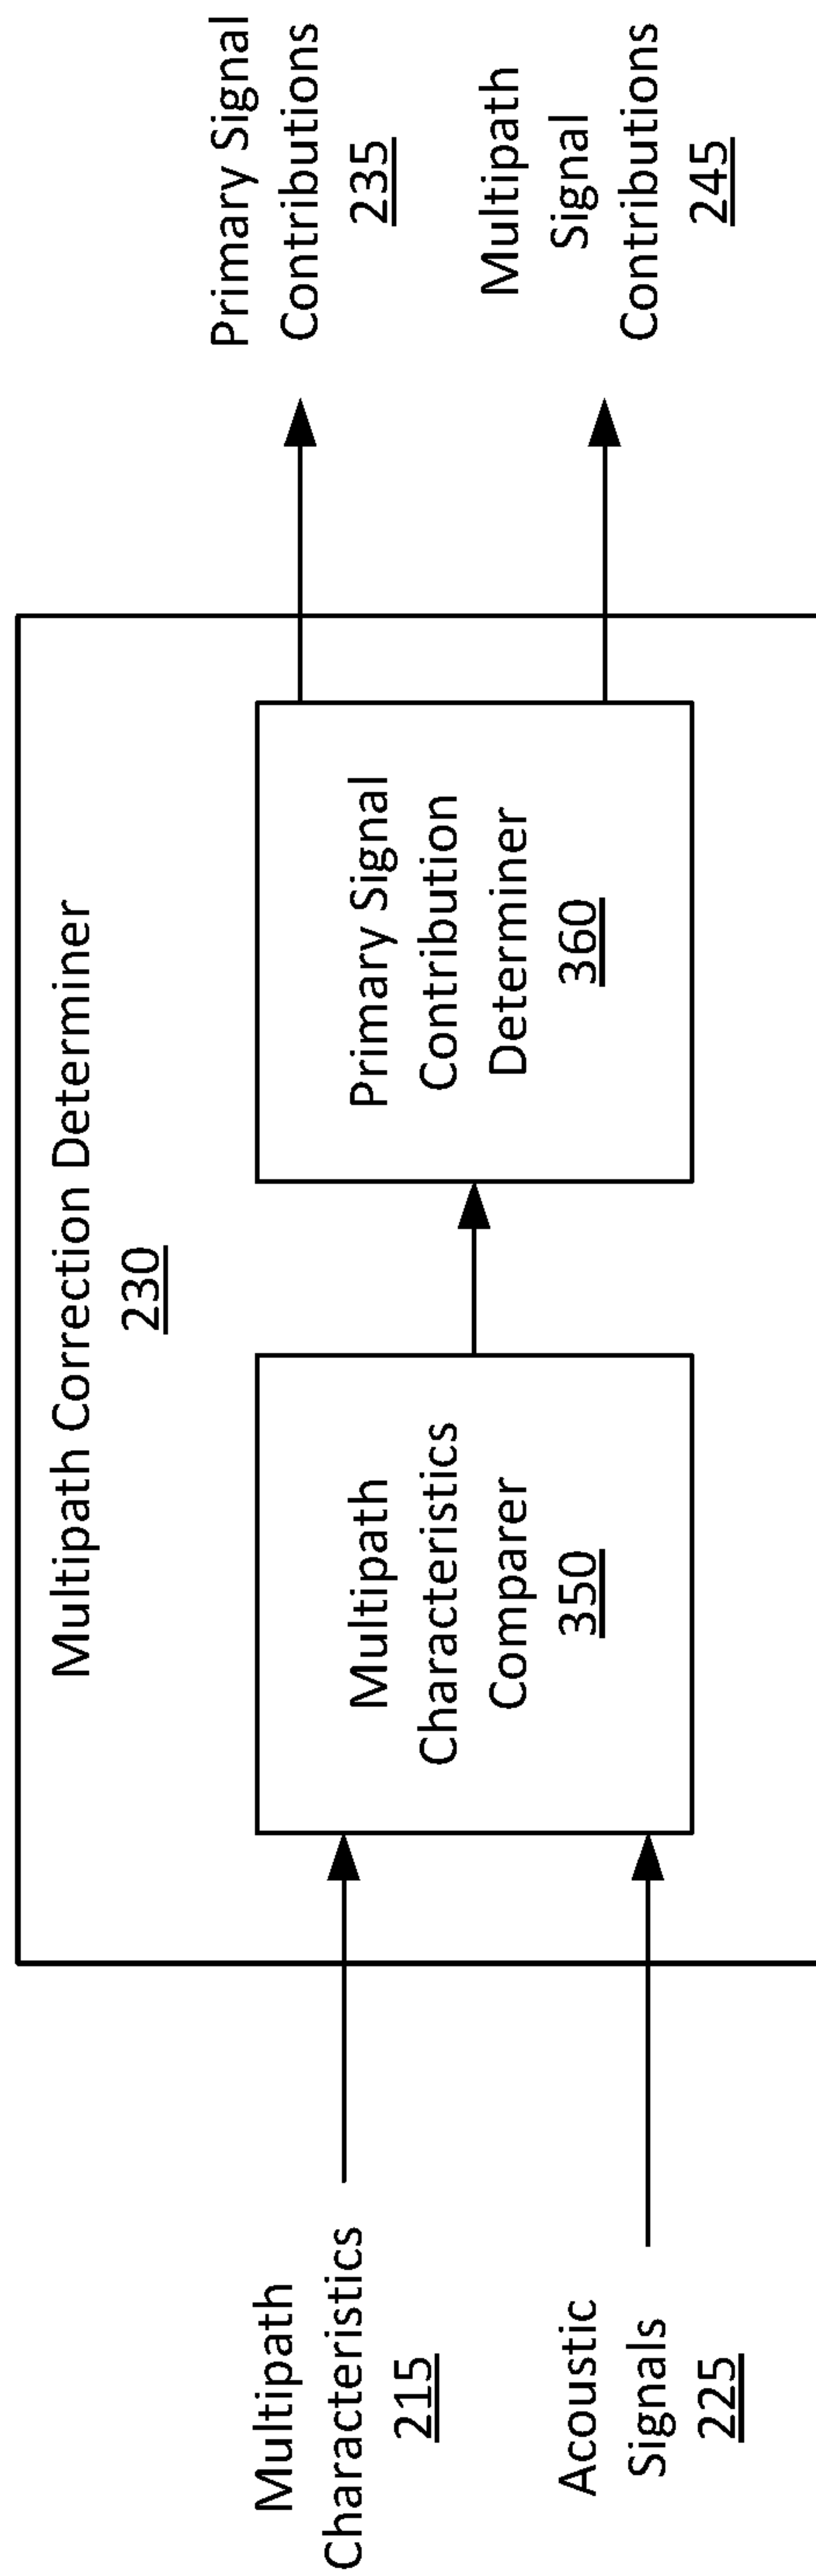 Multipath Correction Determiner
230
Multipath
Characteristics
215
Acoustic
Signals
225
Multipath
Characteristics
Comparer
350
Primary Signal
Contribution
Determiner
360
Primary Signal
Contributions
235
Multipath
Signal
Contributions
245